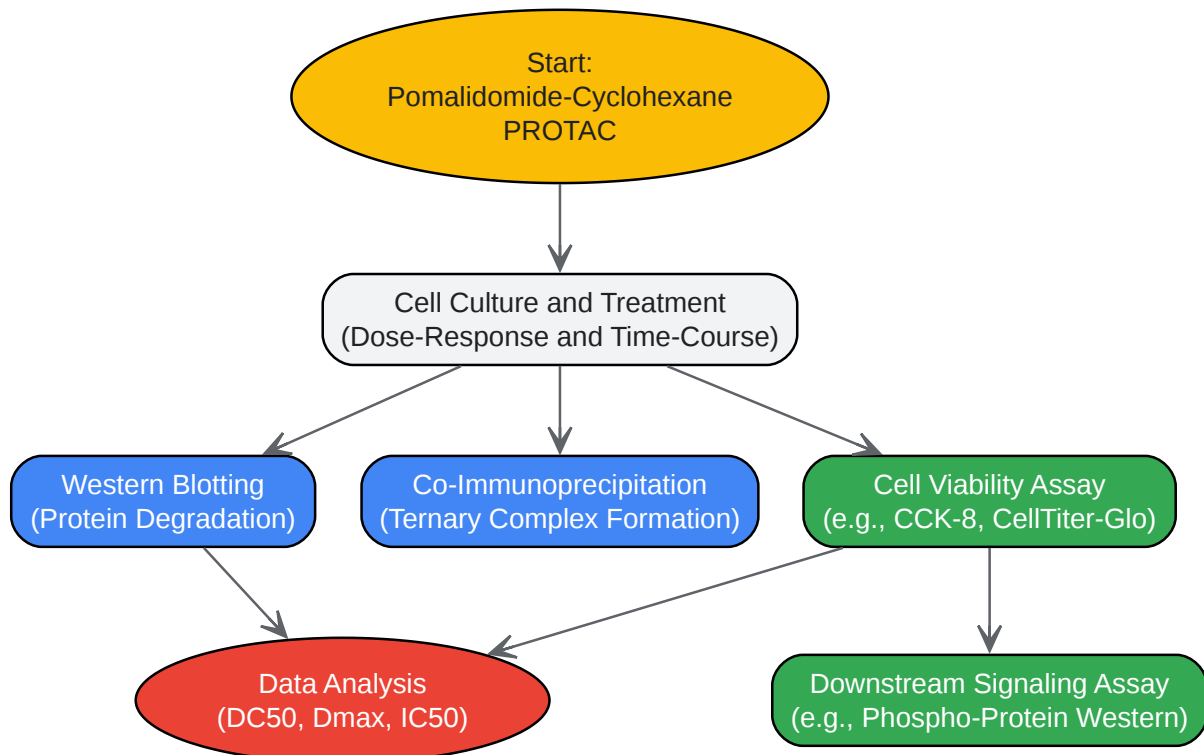 Start:
Pomalidomide-Cyclohexane
PROTAC
Cell Culture and Treatment
(Dose-Response and Time-Course)
Western Blotting
(Protein Degradation)
Co-Immunoprecipitation
(Ternary Complex Formation)
Cell Viability Assay
(e.g., CCK-8, CellTiter-Glo)
Data Analysis
(DC50, Dmax, IC50)
Downstream Signaling Assay
(e.g., Phospho-Protein Western)